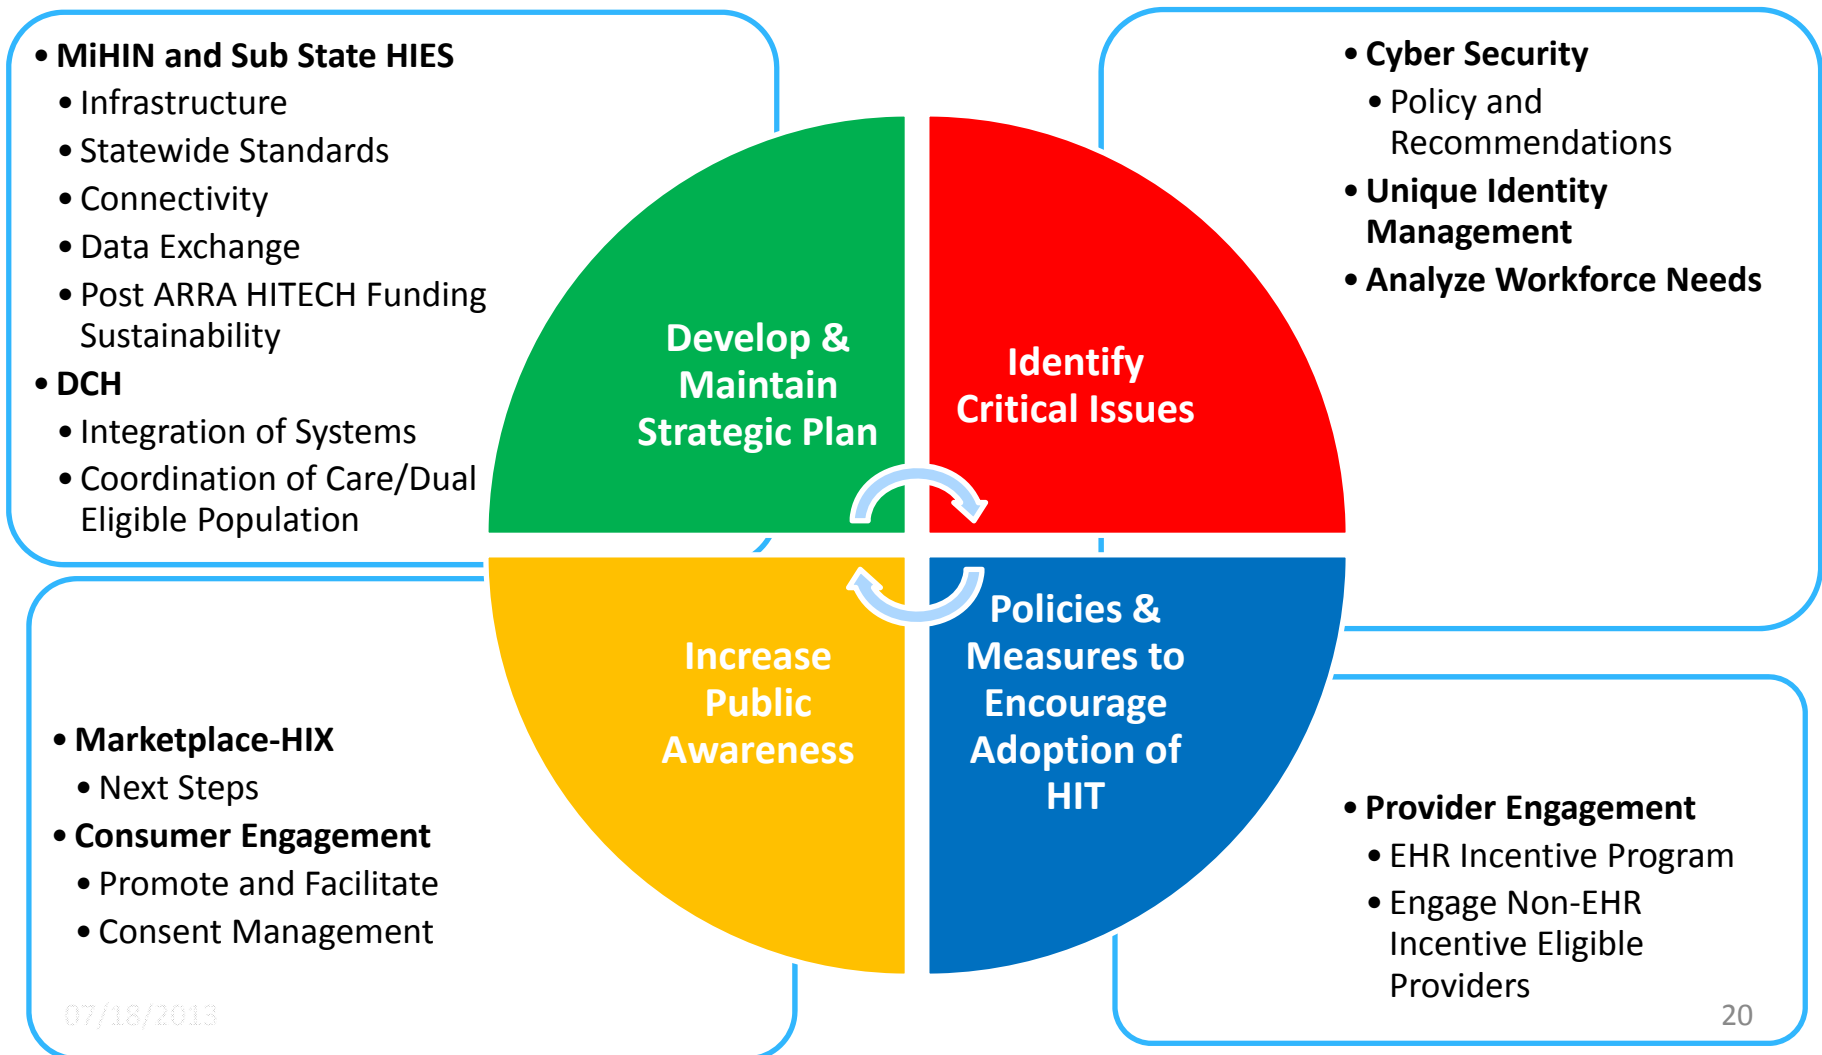 • MiHIN and Sub State HIES
• Infrastructure
• Statewide Standards
• Connectivity
• Data Exchange
• Post ARRA HITECH Funding
Sustainability
• DCH
• Integration of Systems
• Coordination of Care/Dual
Eligible Population
• Cyber Security
• Policy and
Recommendations
• Unique Identity
Management
• Analyze Workforce Needs
Develop &
Maintain
Strategic Plan
Identify
Critical Issues
Increase
Public
Awareness
Policies &
Measures to
Encourage
Adoption of
HIT
• Marketplace-HIX
• Next Steps
• Consumer Engagement
• Promote and Facilitate
• Consent Management
• Provider Engagement
• EHR Incentive Program
• Engage Non-EHR
Incentive Eligible
Providers
07/18/2013
20